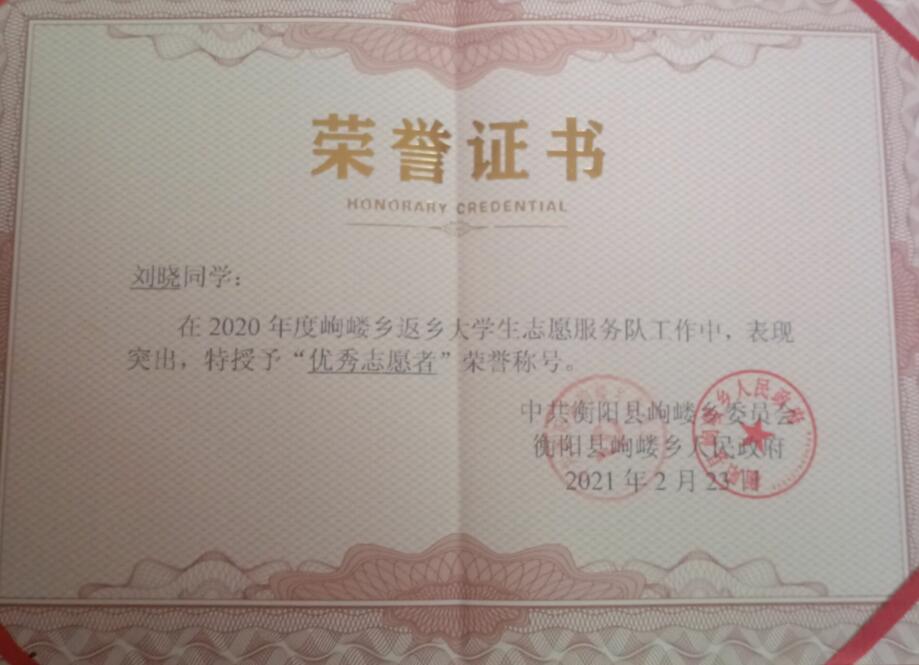 荣誉证书
HONORARY CREDENTIAL
刘晓同学：
在2020年度岣嵝乡返乡大学生志愿服务队工作中，表现
突出，特授予“优秀志愿者”荣誉称号。
中共衡阳县岣嵝乡委员会
衡阳县岣嵝乡人民政府
2021年2月23日